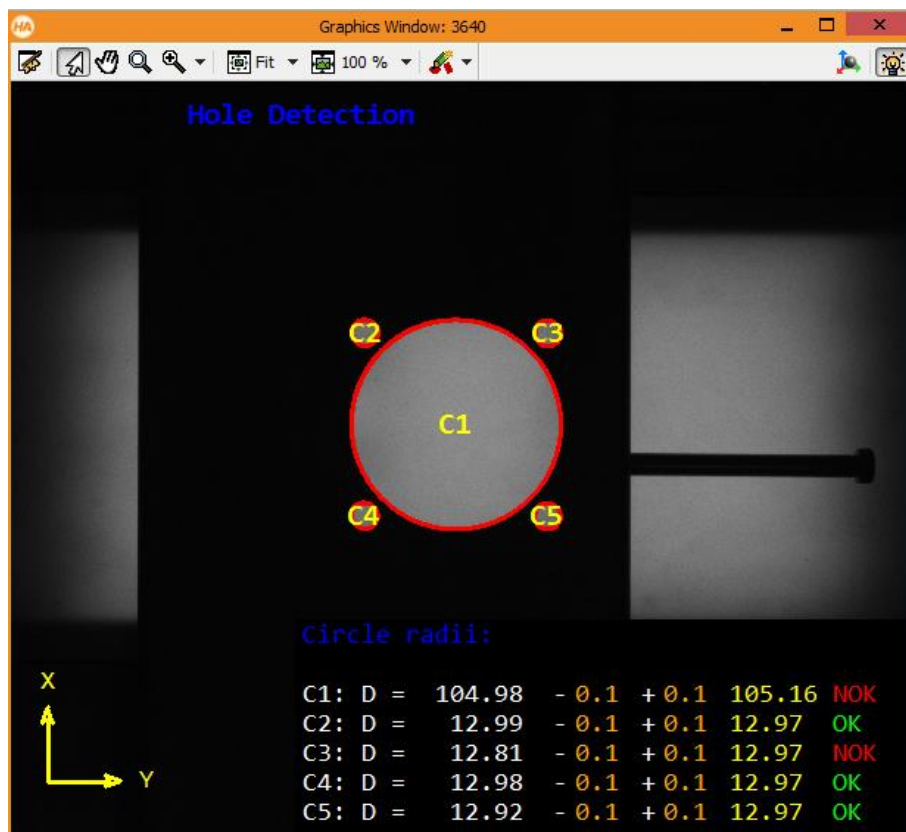 HA Graphics Window: 3640
Fit 100 %
Hole Detection
C2 C3
C1
C4 C5
Circle radii:
X
C1: D = 104.98 - 0.1 + 0.1 105.16 NOK
C2: D = 12.99 - 0.1 + 0.1 12.97 OK
C3: D = 12.81 - 0.1 + 0.1 12.97 NOK
Y
C4: D = 12.98 - 0.1 + 0.1 12.97 OK
C5: D = 12.92 - 0.1 + 0.1 12.97 OK